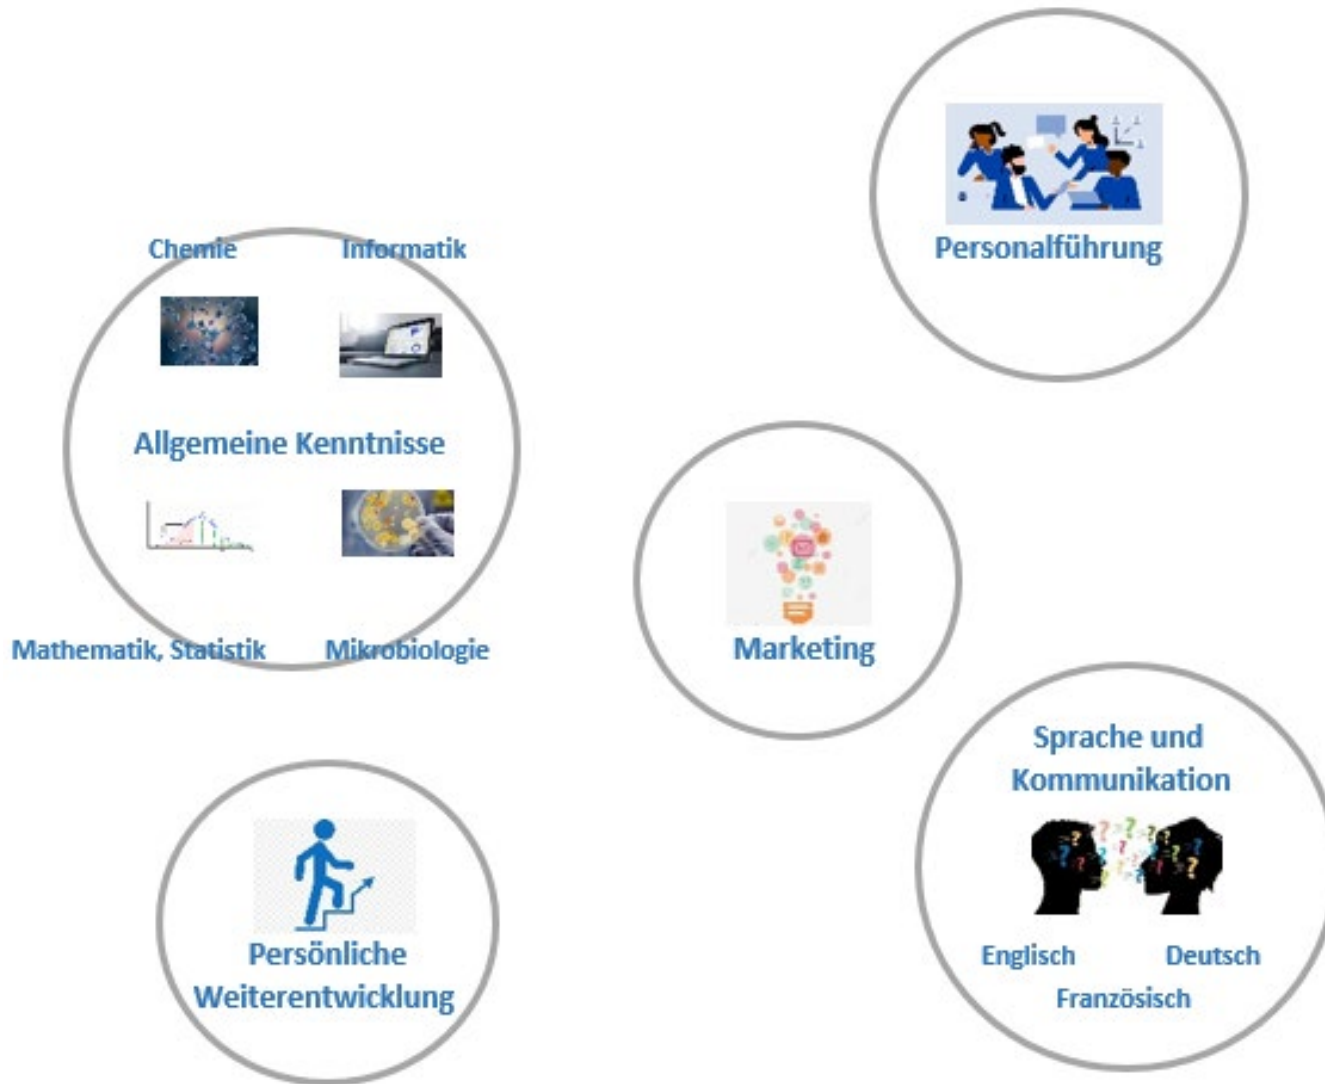 Personalführung
Chemie
Informatik
Allgemeine Kenntnisse
Mathematik, Statistik
Mikrobiologie
Marketing
Sprache und
Kommunikation
Englisch
Deutsch
Französisch
Persönliche
Weiterentwicklung